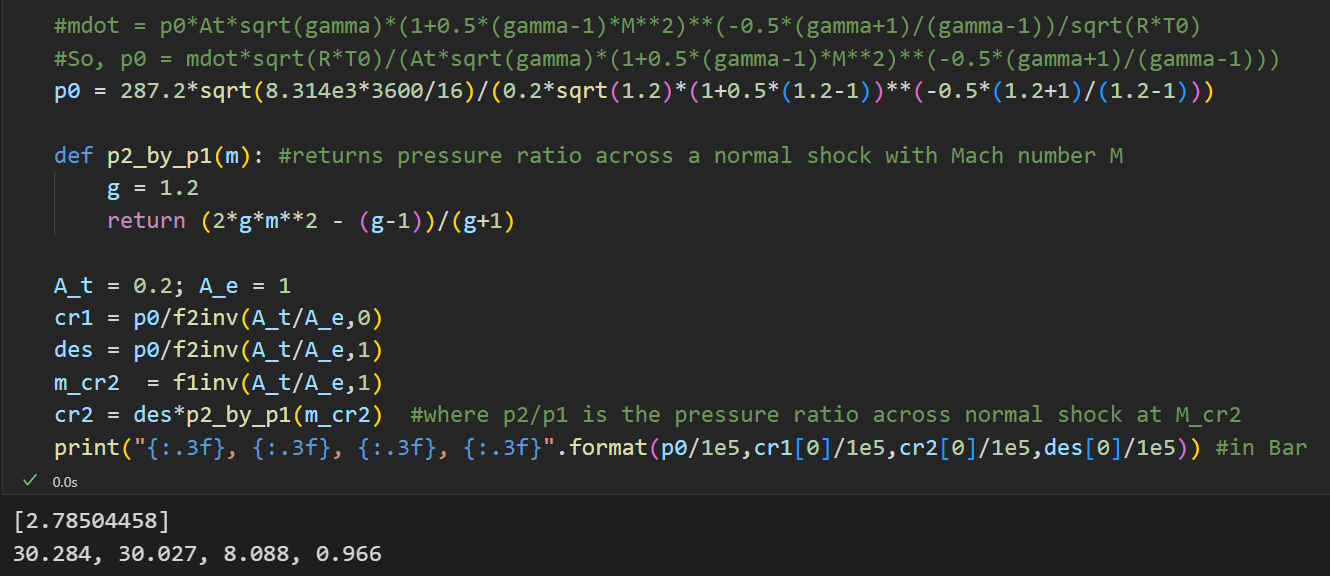 #mdot = p0*At*sqrt(gamma)*(1+0.5*(gamma-1)*M**2)**(-0.5*(gamma+1)/(gamma-1))/sqrt(R*T0)
#So, p0 = mdot*sqrt(R*T0)/(At*sqrt(gamma)*(1+0.5*(gamma-1)*M**2)**(-0.5*(gamma+1)/(gamma-1)))
p0 = 287.2*sqrt(8.314e3*3600/16)/(0.2*sqrt(1.2)*(1+0.5*(1.2-1))**(-0.5*(1.2+1)/(1.2-1)))
def p2_by_p1(m): #returns pressure ratio across a normal shock with Mach number M
    g = 1.2
    return (2*g*m**2 - (g-1))/(g+1)
A_t = 0.2; A_e = 1
cr1 = p0/f2inv(A_t/A_e,0)
des = p0/f2inv(A_t/A_e,1)
m_cr2  = f1inv(A_t/A_e,1)
cr2 = des*p2_by_p1(m_cr2)  #where p2/p1 is the pressure ratio across normal shock at M_cr2
print("{:.3f}, {:.3f}, {:.3f}, {:.3f}".format(p0/1e5,cr1[0]/1e5,cr2[0]/1e5,des[0]/1e5)) #in Bar
0.0s
[2.78504458]
30.284, 30.027, 8.088, 0.966